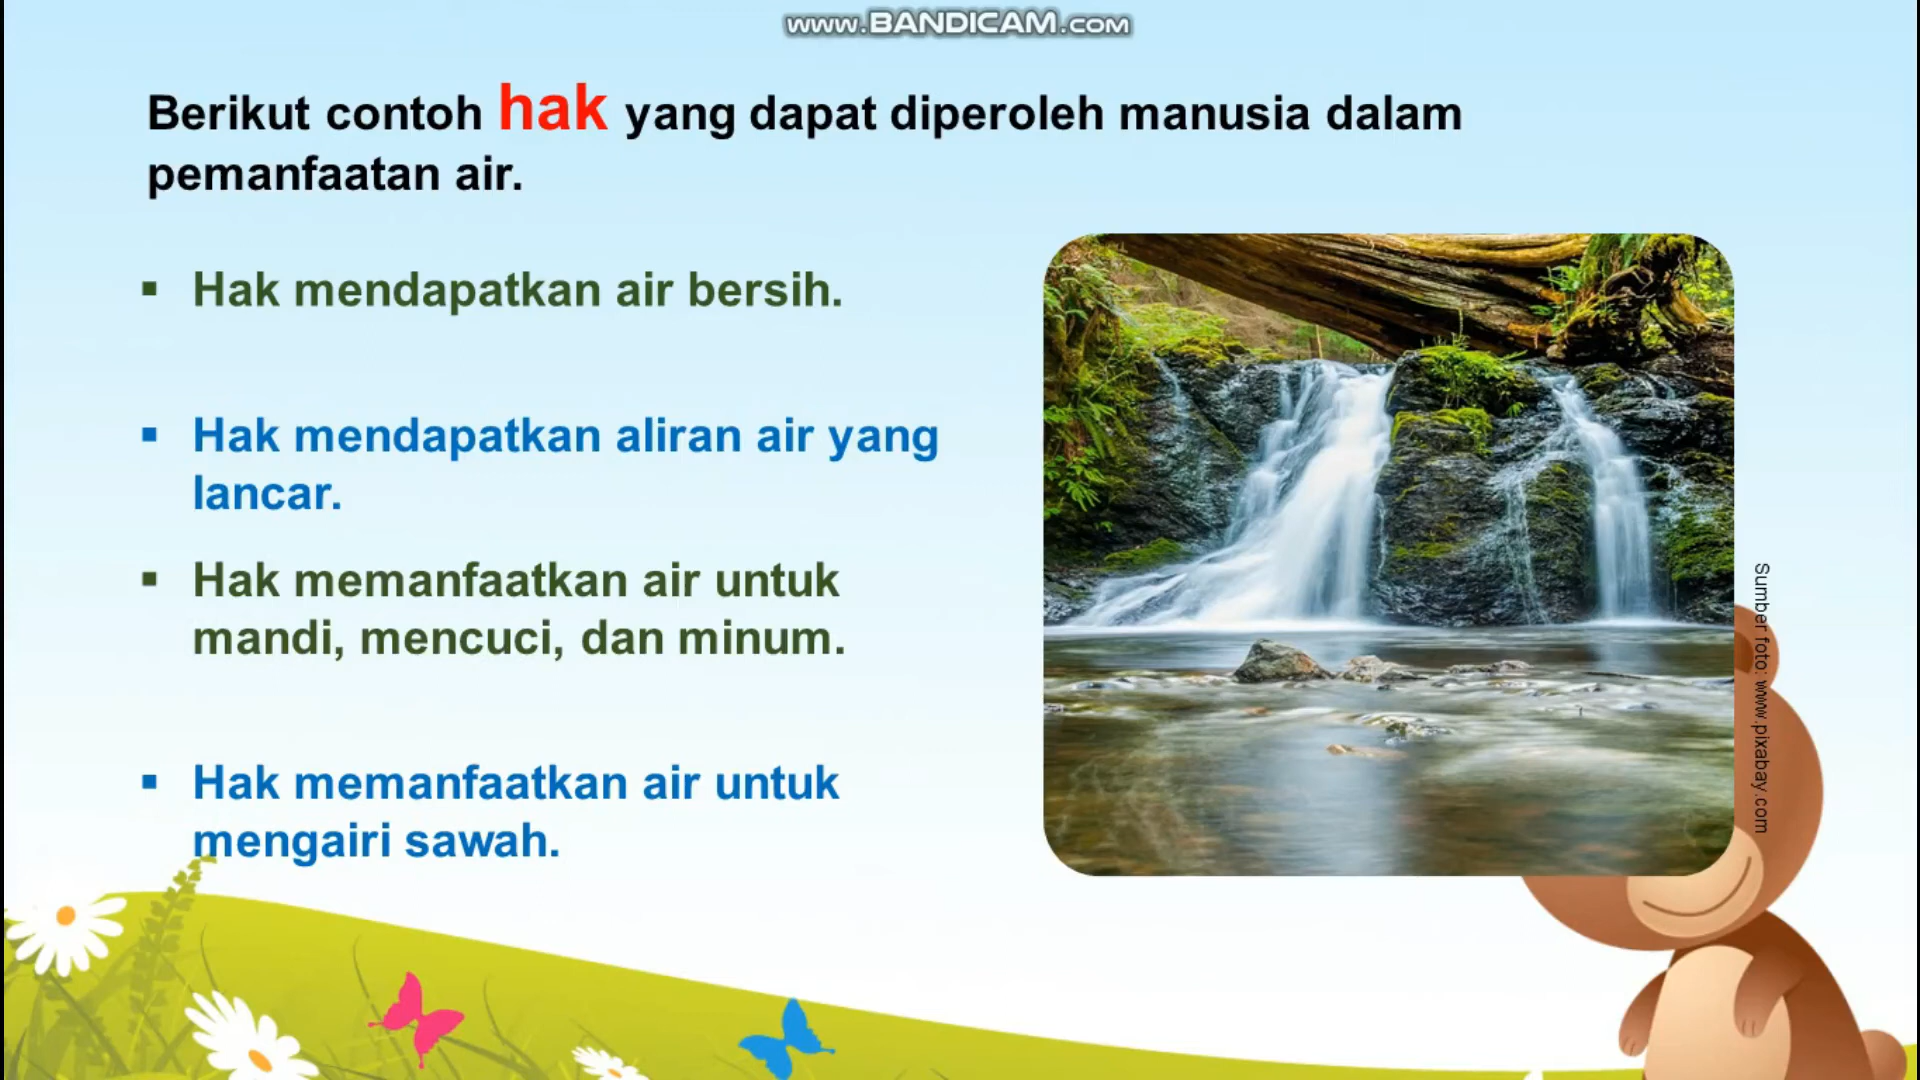 www.BANDICAM.com
Berikut contoh hak yang dapat diperoleh manusia dalam
pemanfaatan air.
▪ Hak mendapatkan air bersih.
▪ Hak mendapatkan aliran air yang
lancar.
▪ Hak memanfaatkan air untuk
mandi, mencuci, dan minum.
▪ Hak memanfaatkan air untuk
mengairi sawah.
Sumber foto: www.pixabay.com